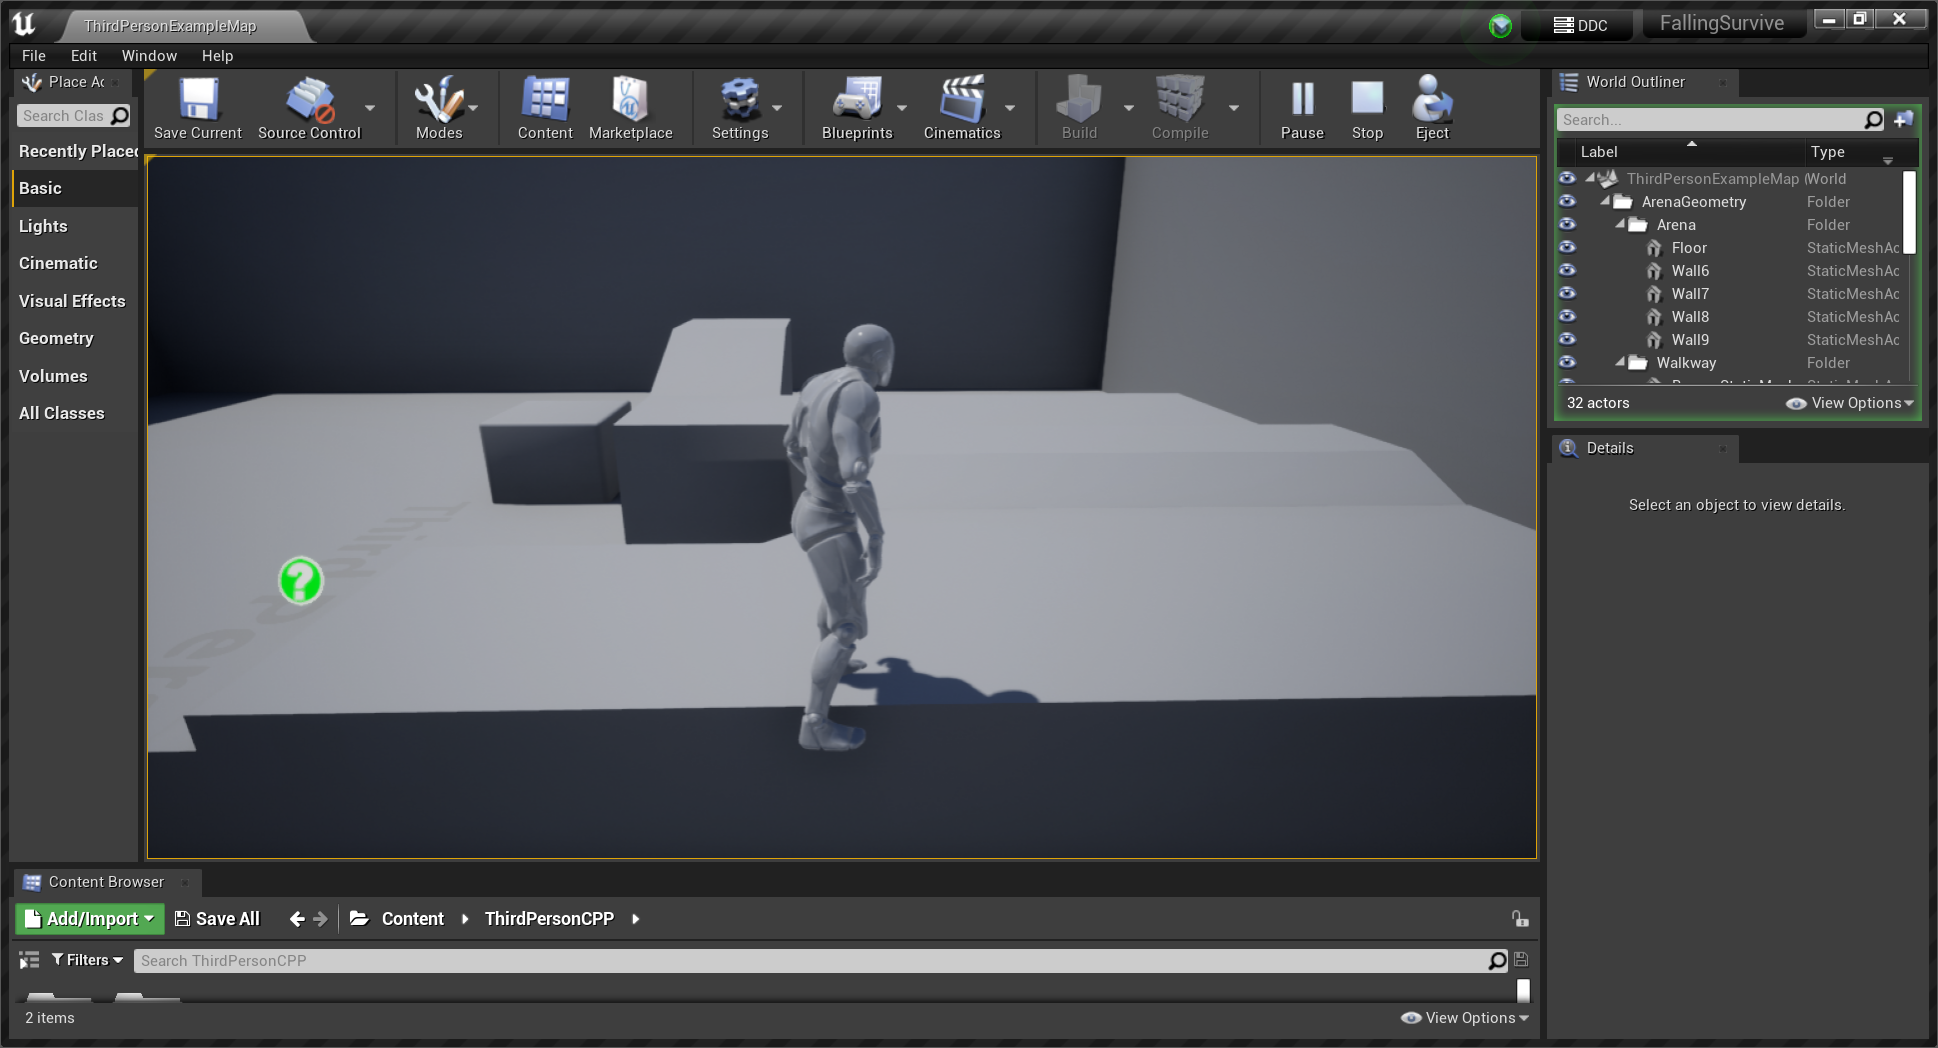 ThirdPersonExampleMap
DDC
FallingSurvive
File Edit Window Help
Place Ac
Search Clas
Recently Placed
Basic
Lights
Cinematic
Visual Effects
Geometry
Volumes
All Classes
Save Current
Source Control
Modes
Content
Marketplace
Settings
Blueprints
Cinematics
Build
Compile
Pause
Stop
Eject
Third
?
World Outliner
Search...
Label Type
ThirdPersonExampleMap ( World
ArenaGeometry Folder
Arena Folder
Floor StaticMeshAc
Wall6 StaticMeshAc
Wall7 StaticMeshAc
Wall8 StaticMeshAc
Wall9 StaticMeshAc
Walkway Folder
32 actors
View Options
Details
Select an object to view details.
Content Browser
Add/Import
Save All
Content
ThirdPersonCPP
Filters
Search ThirdPersonCPP
2 items
View Options